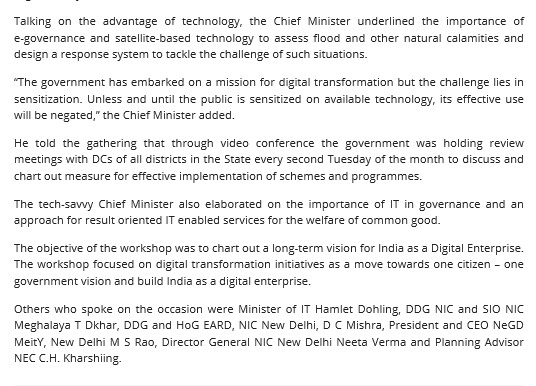 Talking on the advantage of technology, the Chief Minister underlined the importance of
e-governance and satellite-based technology to assess flood and other natural calamities and
design a response system to tackle the challenge of such situations.
“The government has embarked on a mission for digital transformation but the challenge lies in
sensitization. Unless and until the public is sensitized on available technology, its effective use
will be negated,” the Chief Minister added.
He told the gathering that through video conference the government was holding review
meetings with DCs of all districts in the State every second Tuesday of the month to discuss and
chart out measure for effective implementation of schemes and programmes.
The tech-savvy Chief Minister also elaborated on the importance of IT in governance and an
approach for result oriented IT enabled services for the welfare of common good.
The objective of the workshop was to chart out a long-term vision for India as a Digital Enterprise.
The workshop focused on digital transformation initiatives as a move towards one citizen – one
government vision and build India as a digital enterprise.
Others who spoke on the occasion were Minister of IT Hamlet Dohling, DDG NIC and SIO NIC
Meghalaya T Dkhar, DDG and HoG EARD, NIC New Delhi, D C Mishra, President and CEO NeGD
MeitY, New Delhi M S Rao, Director General NIC New Delhi Neeta Verma and Planning Advisor
NEC C.H. Kharshiing.